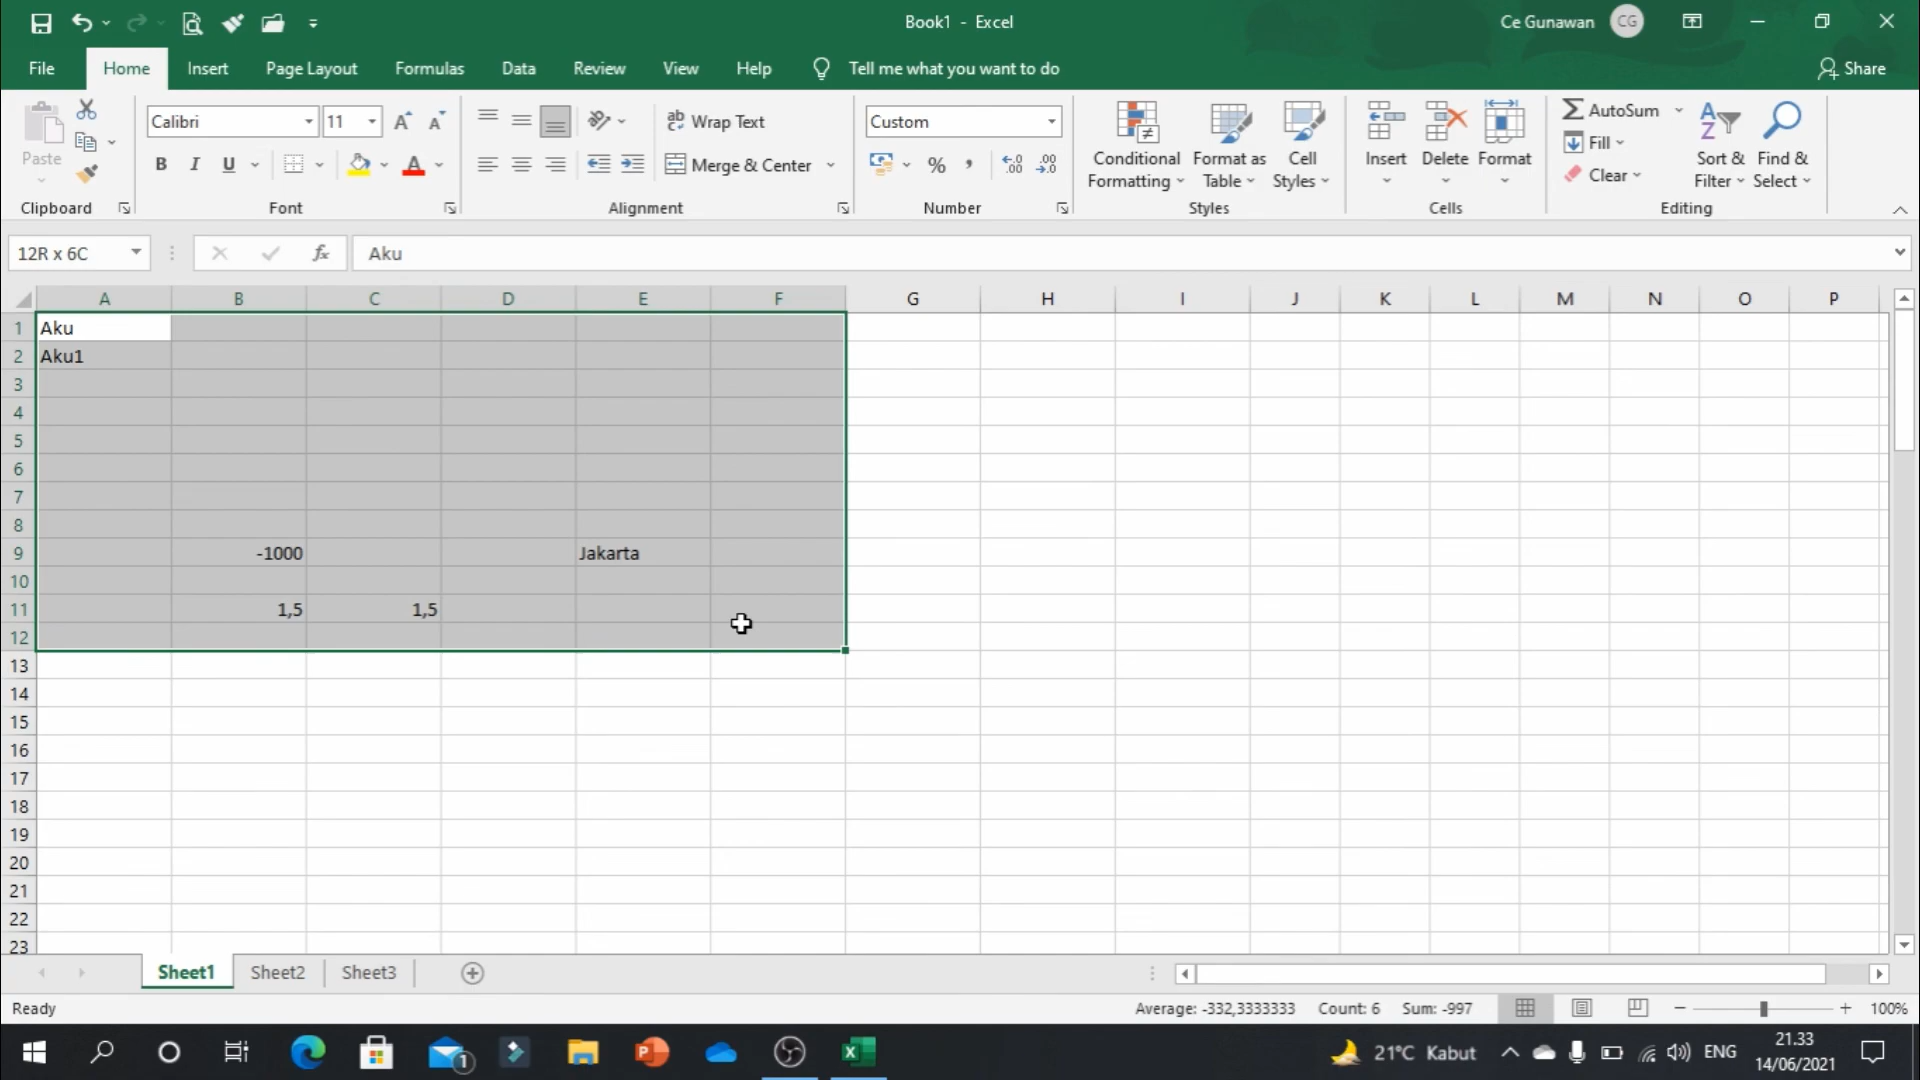 Book1 - Excel
Ce Gunawan CG
File Home Insert Page Layout Formulas Data Review View Help Tell me what you want to do Share
Paste
Clipboard
Calibri 11
B I U A
Font
ab Wrap Text
Merge & Center
Alignment
Custom
% ,
Number
Conditional Formatting
Format as Table
Cell Styles
Styles
Insert Delete Format
Cells
AutoSum
Fill
Clear
Sort & Filter
Find & Select
Editing
12R x 6C fx Aku
A B C D E F G H I J K L M N O P
1 Aku
2 Aku1
3
4
5
6
7
8
9 -1000 Jakarta
10
11 1,5 1,5
12
13
14
15
16
17
18
19
20
21
22
23
Sheet1 Sheet2 Sheet3
Ready Average: -332,3333333 Count: 6 Sum: -997 100%
1 21°C Kabut ENG
21.33
14/06/2021